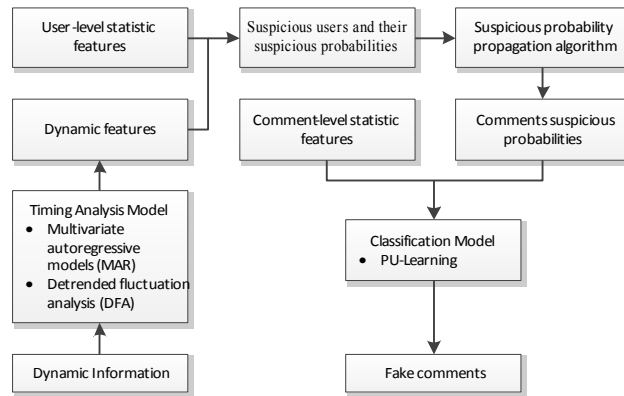 User-level statistic
features
Suspicious users and their
suspicious probabilities
Suspicious probability
propagation algorithm
Dynamic features
Comment-level statistic
features
Comments suspicious
probabilities
Timing Analysis Model
● Multivariate
autoregressive
models (MAR)
● Detrended fluctuation
analysis (DFA)
Classification Model
● PU-Learning
Dynamic Information
Fake comments